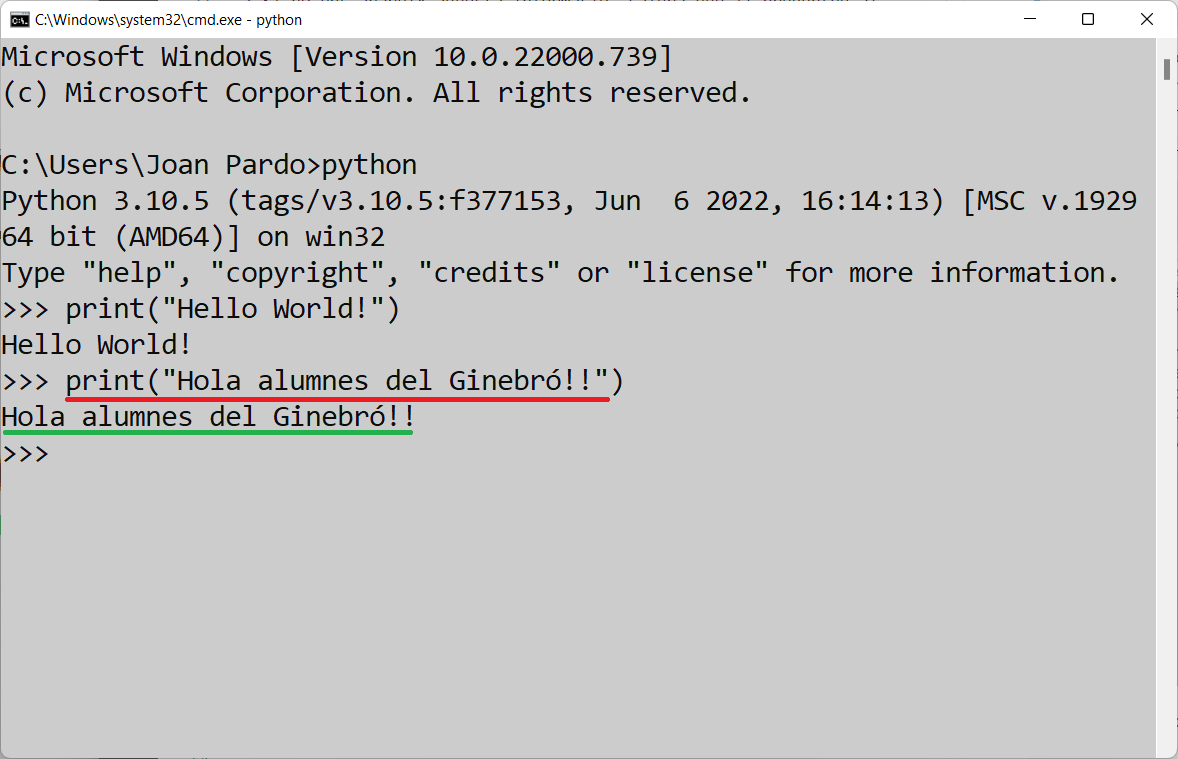 C:\Windows\system32\cmd.exe - python
Microsoft Windows [Version 10.0.22000.739]
(c) Microsoft Corporation. All rights reserved.
C:\Users\Joan Pardo>python
Python 3.10.5 (tags/v3.10.5:f377153, Jun  6 2022, 16:14:13) [MSC v.1929
64 bit (AMD64)] on win32
Type "help", "copyright", "credits" or "license" for more information.
>>> print("Hello World!")
Hello World!
>>> print("Hola alumnes del Ginebró!!")
Hola alumnes del Ginebró!!
>>>